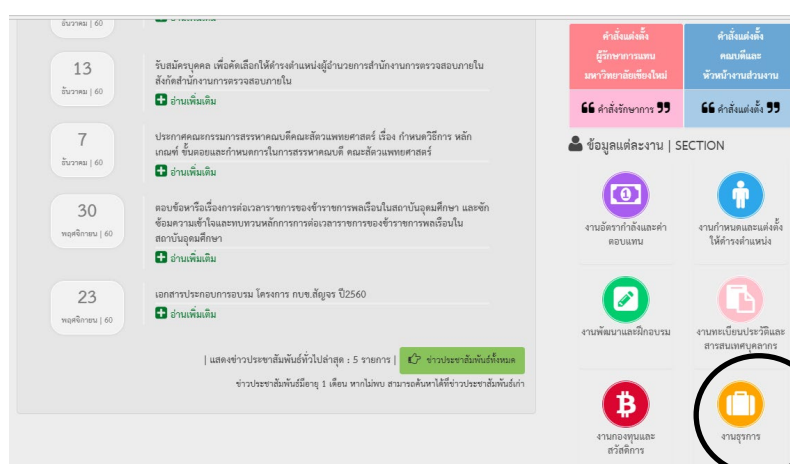 ธันวาคม | 60
13
ธันวาคม | 60
รับสมัครบุคคล เพื่อคัดเลือกให้ดำรงตำแหน่งผู้อำนวยการสำนักงานการตรวจสอบภายใน
สังกัดสำนักงานการตรวจสอบภายใน
อ่านเพิ่มเติม
7
ธันวาคม | 60
ประกาศคณะกรรมการสรรหาคณบดีคณะสัตวแพทยศาสตร์ เรื่อง กำหนดวิธีการ หลัก
เกณฑ์ ขั้นตอนและกำหนดการในการสรรหาคณบดี คณะสัตวแพทยศาสตร์
อ่านเพิ่มเติม
30
พฤศจิกายน | 60
ตอบข้อหารือเรื่องการต่อเวลาราชการของข้าราชการพลเรือนในสถาบันอุดมศึกษา และซัก
ซ้อมความเข้าใจและทบทวนหลักการการต่อเวลาราชการของข้าราชการพลเรือนใน
สถาบันอุดมศึกษา
อ่านเพิ่มเติม
23
พฤศจิกายน | 60
เอกสารประกอบการอบรม โครงการ กบข.สัญจร ปี2560
อ่านเพิ่มเติม
| แสดงข่าวประชาสัมพันธ์ทั่วไปล่าสุด : 5 รายการ | ข่าวประชาสัมพันธ์ทั้งหมด
ข่าวประชาสัมพันธ์มีอายุ 1 เดือน หากไม่พบ สามารถค้นหาได้ที่ข่าวประชาสัมพันธ์เก่า
คำสั่งแต่งตั้ง
ผู้รักษาการแทน
มหาวิทยาลัยเชียงใหม่
คำสั่งรักษาการ
คำสั่งแต่งตั้ง
คณบดีและ
หัวหน้างานส่วนงาน
คำสั่งแต่งตั้ง
ข้อมูลแต่ละงาน | SECTION
งานอัตรากำลังและค่า
ตอบแทน
งานกำหนดและแต่งตั้ง
ให้ดำรงตำแหน่ง
งานพัฒนาและฝึกอบรม
งานทะเบียนประวัติและ
สารสนเทศบุคลากร
งานกองทุนและ
สวัสดิการ
งานธุรการ